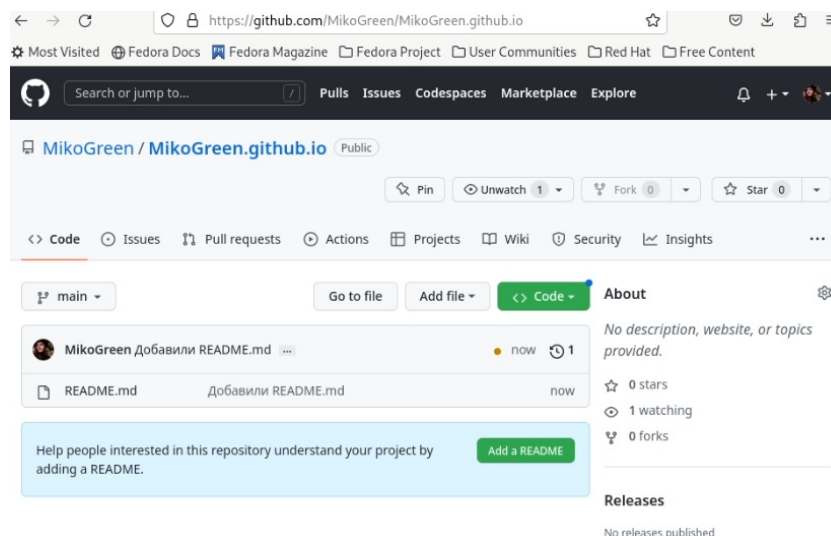 https://github.com/MikoGreen/MikoGreen.github.io
Most Visited Fedora Docs Fedora Magazine Fedora Project User Communities Red Hat Free Content
Search or jump to... / Pulls Issues Codespaces Marketplace Explore
MikoGreen / MikoGreen.github.io Public
Pin Unwatch 1 Fork 0 Star 0
Code Issues Pull requests Actions Projects Wiki Security Insights
main Go to file Add file Code
MikoGreen Добавили README.md ... now 1
README.md Добавили README.md now
Help people interested in this repository understand your project by
adding a README.
Add a README
About
No description, website, or topics
provided.
0 stars
1 watching
0 forks
Releases
No releases published